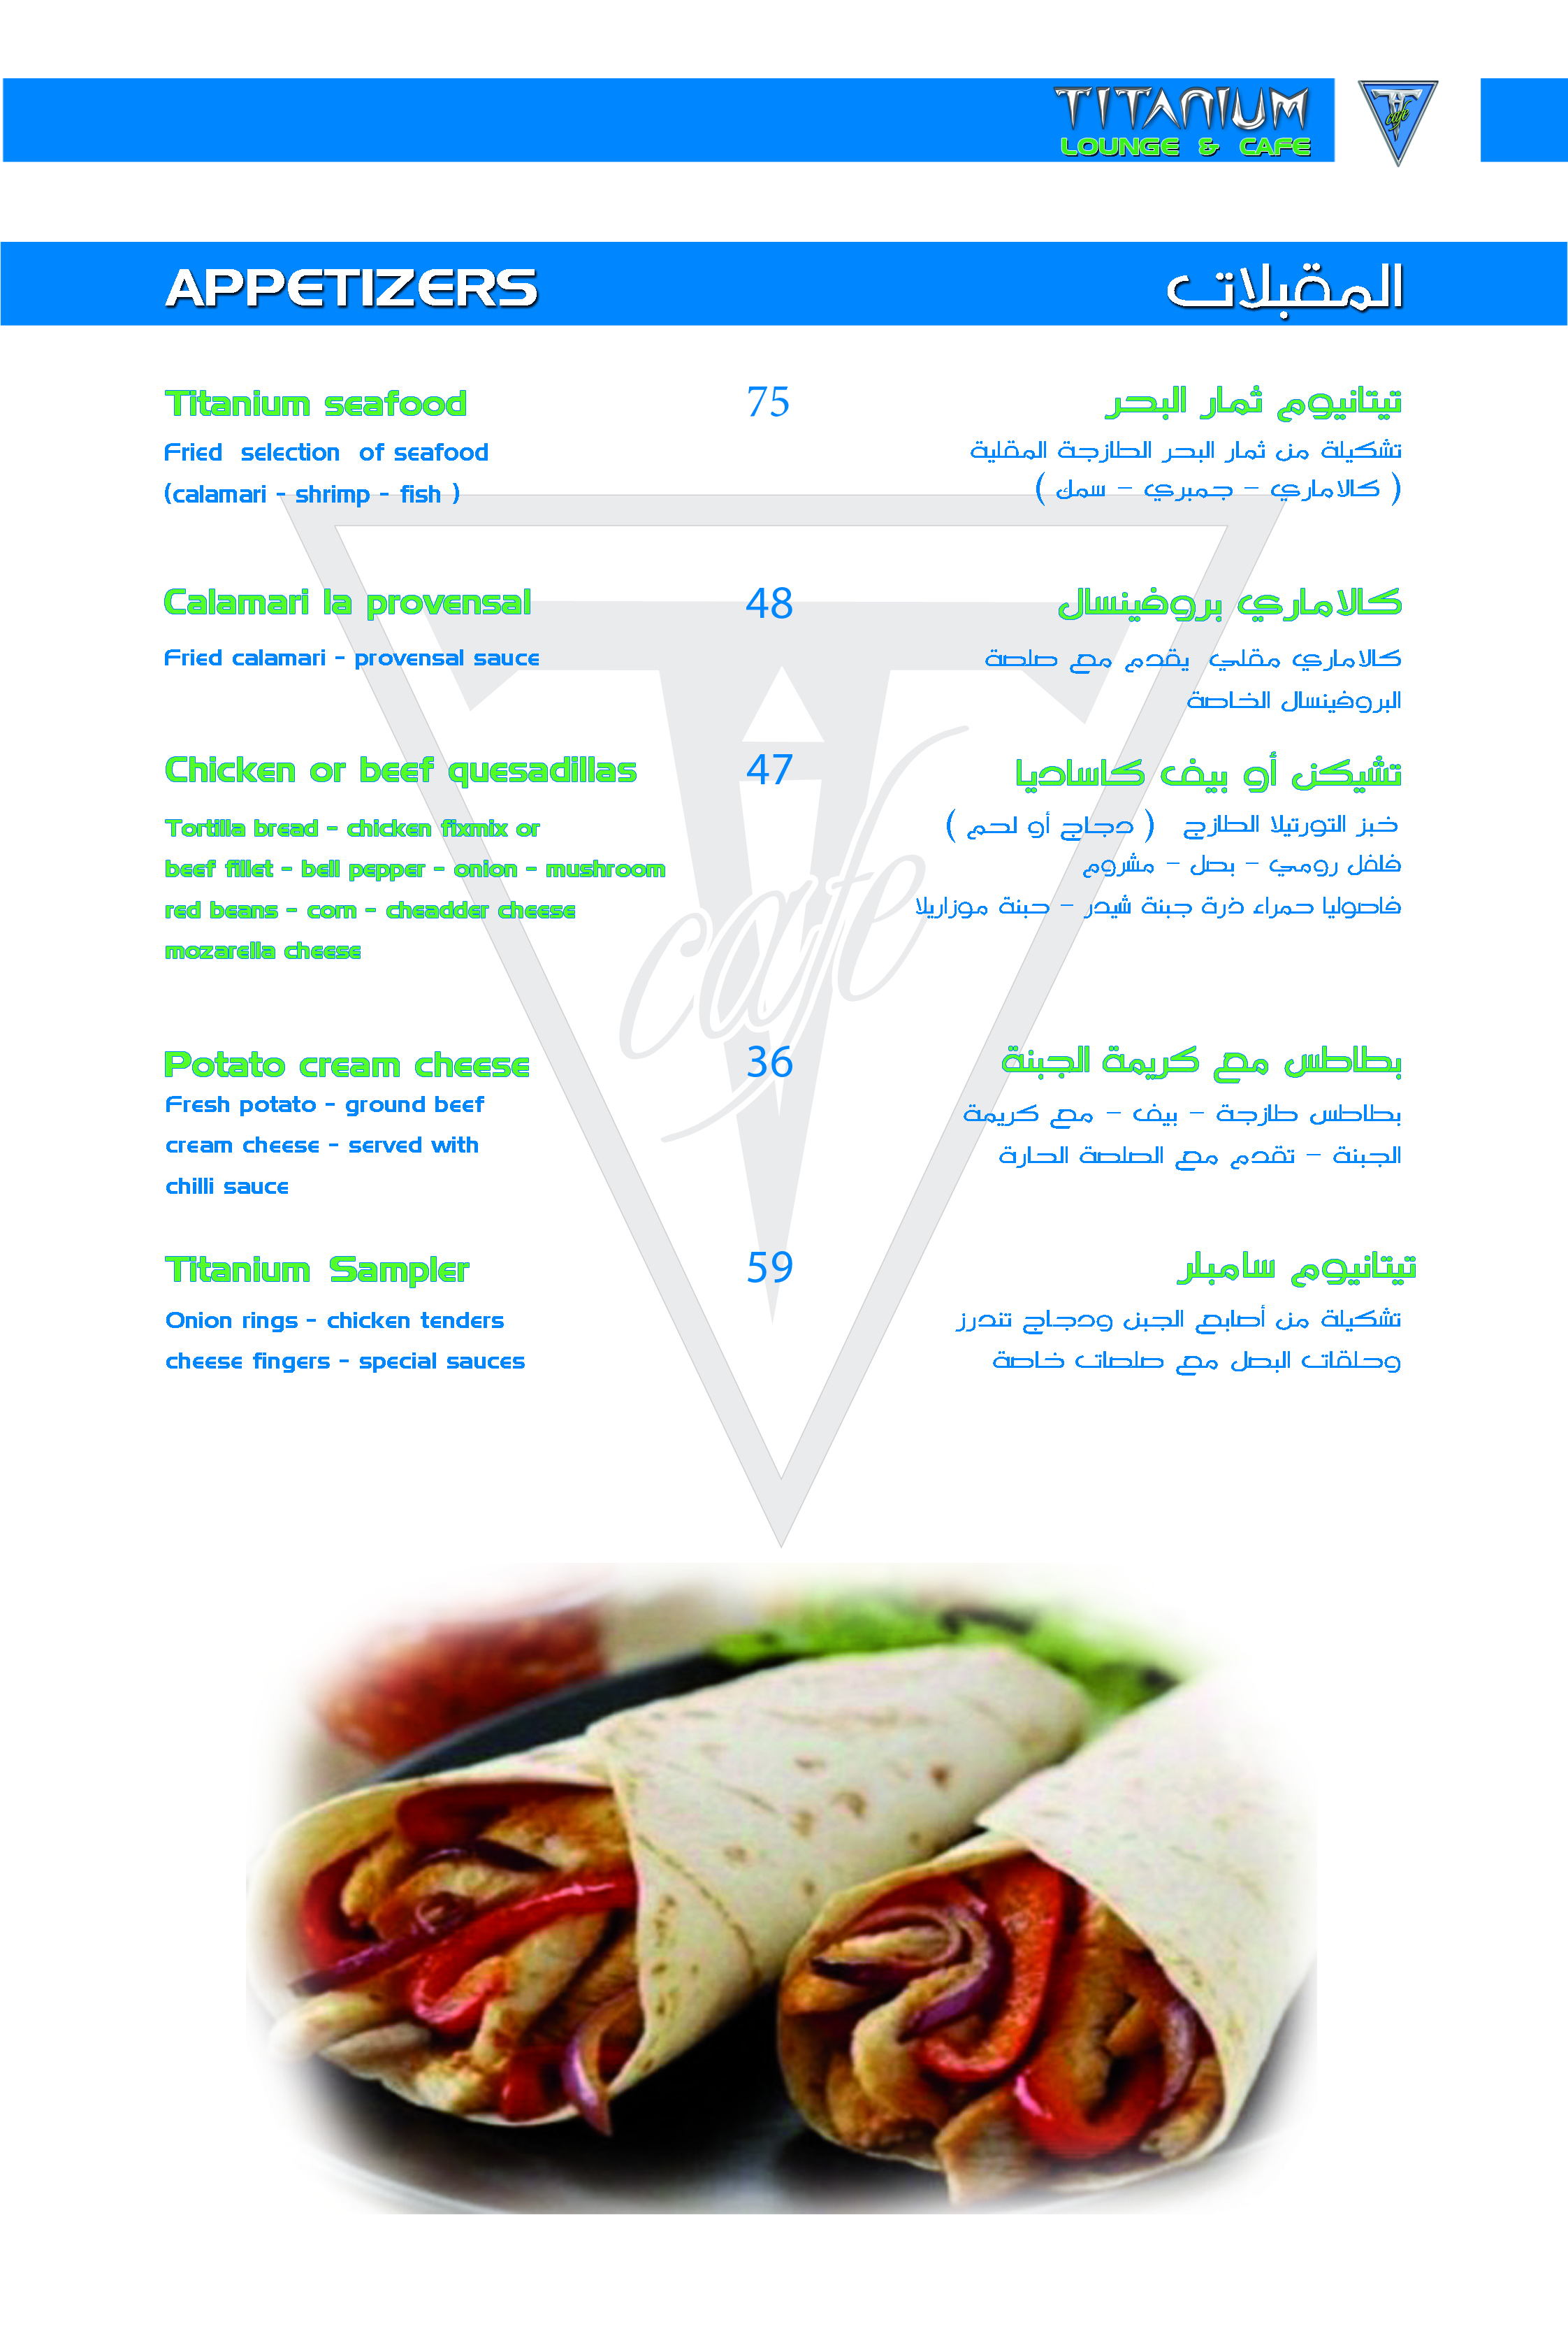 TITANIUM
LOUNGE & CAFE
T cafe
APPETIZERS
المقبلات
Titanium seafood
75
تيتانيوم ثمار البحر
Fried selection of seafood
(calamari - shrimp - fish )
تشكيلة من ثمار البحر الطازجة المقلية
( كالاماري - جمبري - سمك )
Calamari la provensal
48
كالاماري بروفينسال
Fried calamari - provensal sauce
كالاماري مقلي يقدم مع صلصة
البروفينسال الخاصة
Chicken or beef quesadillas
47
تشيكن أو بيف كاساديا
Tortilla bread - chicken fixmix or
beef fillet - bell pepper - onion - mushroom
red beans - corn - cheadder cheese
mozarella cheese
خبز التورتيلا الطازج ( دجاج أو لحم )
فلفل رومي - بصل - مشروم
فاصوليا حمراء ذرة جبنة شيدر - حبنة موزاريلا
cafe
Potato cream cheese
36
بطاطس مع كريمة الجبنة
Fresh potato - ground beef
cream cheese - served with
chilli sauce
بطاطس طازجة - بيف - مع كريمة
الجبنة - تقدم مع الصلصة الحارة
Titanium Sampler
59
تيتانيوم سامبلر
Onion rings - chicken tenders
cheese fingers - special sauces
تشكيلة من أصابع الجبن ودجاج تندرز
وحلقات البصل مع صلصات خاصة